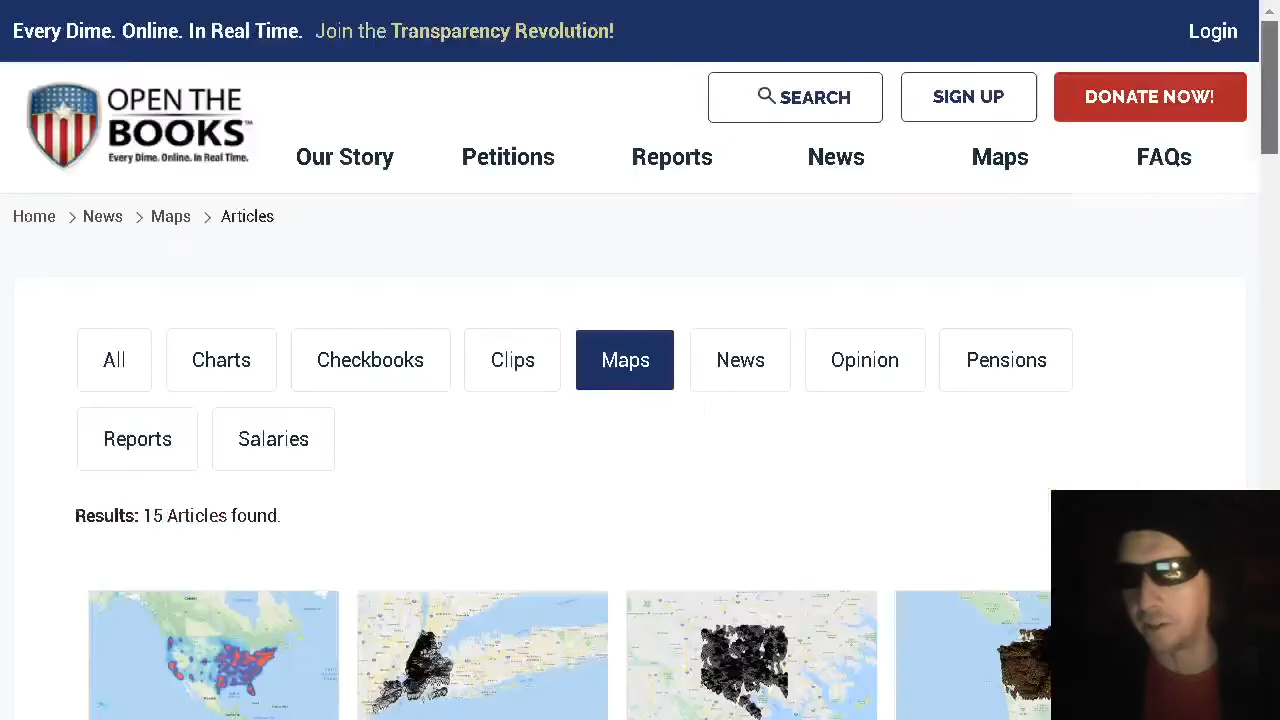 Every Dime. Online. In Real Time. Join the Transparency Revolution!
Login
OPEN THE
BOOKS™
Every Dime. Online. In Real Time.
SEARCH
SIGN UP
DONATE NOW!
Our Story
Petitions
Reports
News
Maps
FAQs
Home
News
Maps
Articles
All
Charts
Checkbooks
Clips
Maps
News
Opinion
Pensions
Reports
Salaries
Results: 15 Articles found.